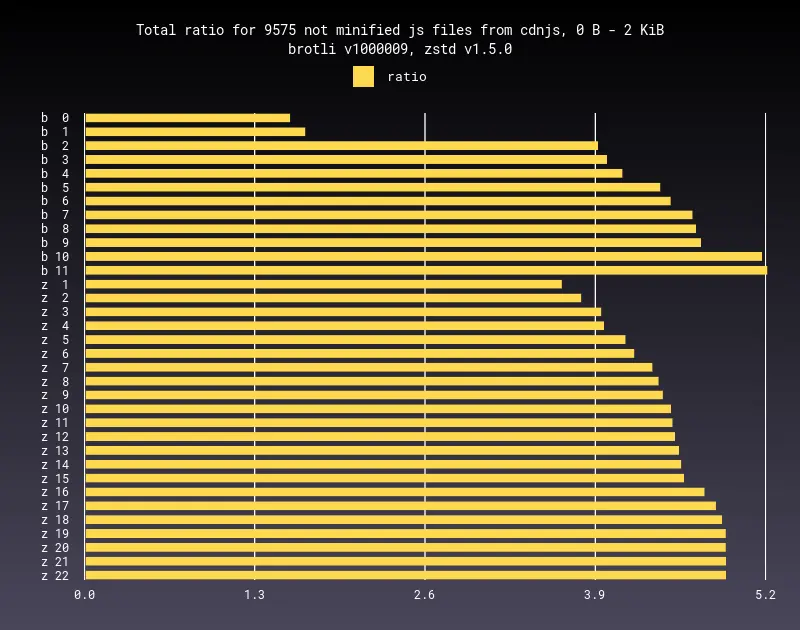 Total ratio for 9575 not minified js files from cdnjs, 0 B - 2 KiB
brotli v1000009, zstd v1.5.0
ratio
b 0
b 1
b 2
b 3
b 4
b 5
b 6
b 7
b 8
b 9
b 10
b 11
z 1
z 2
z 3
z 4
z 5
z 6
z 7
z 8
z 9
z 10
z 11
z 12
z 13
z 14
z 15
z 16
z 17
z 18
z 19
z 20
z 21
z 22
0.0 1.3 2.6 3.9 5.2